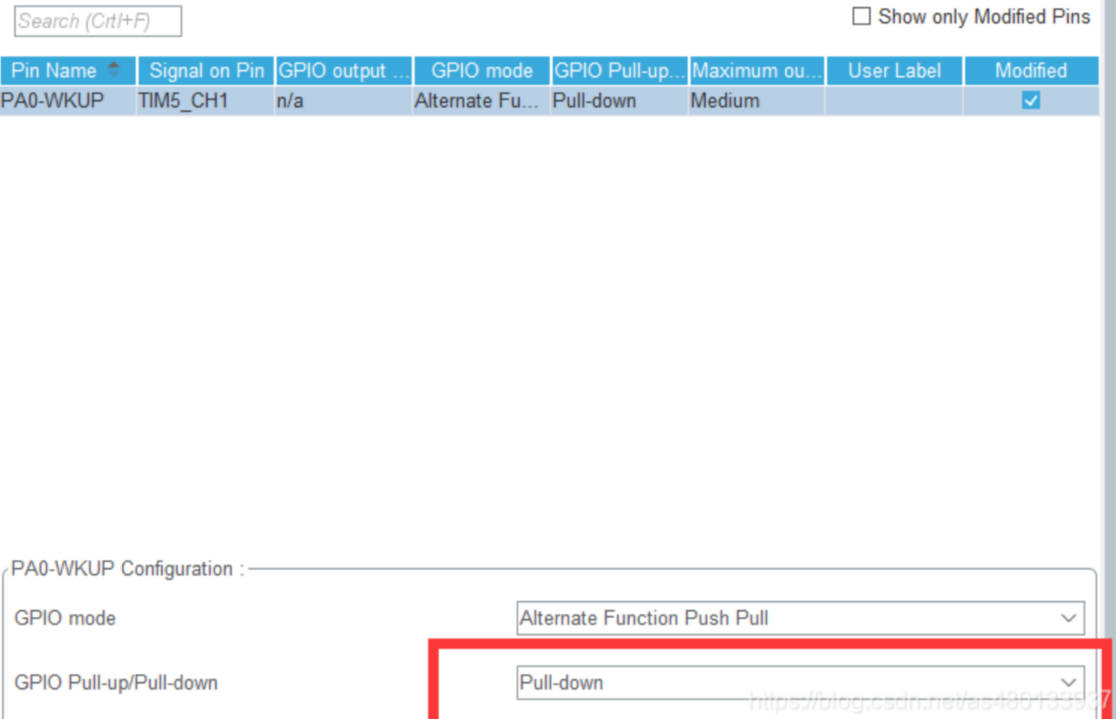 Search (Crtl+F)
Show only Modified Pins
Pin Name Signal on Pin GPIO output ... GPIO mode GPIO Pull-up... Maximum ou... User Label Modified
PA0-WKUP TIM5_CH1 n/a Alternate Fu... Pull-down Medium
PA0-WKUP Configuration :
GPIO mode Alternate Function Push Pull
GPIO Pull-up/Pull-down Pull-down
https://blog.csdn.net/as480133937